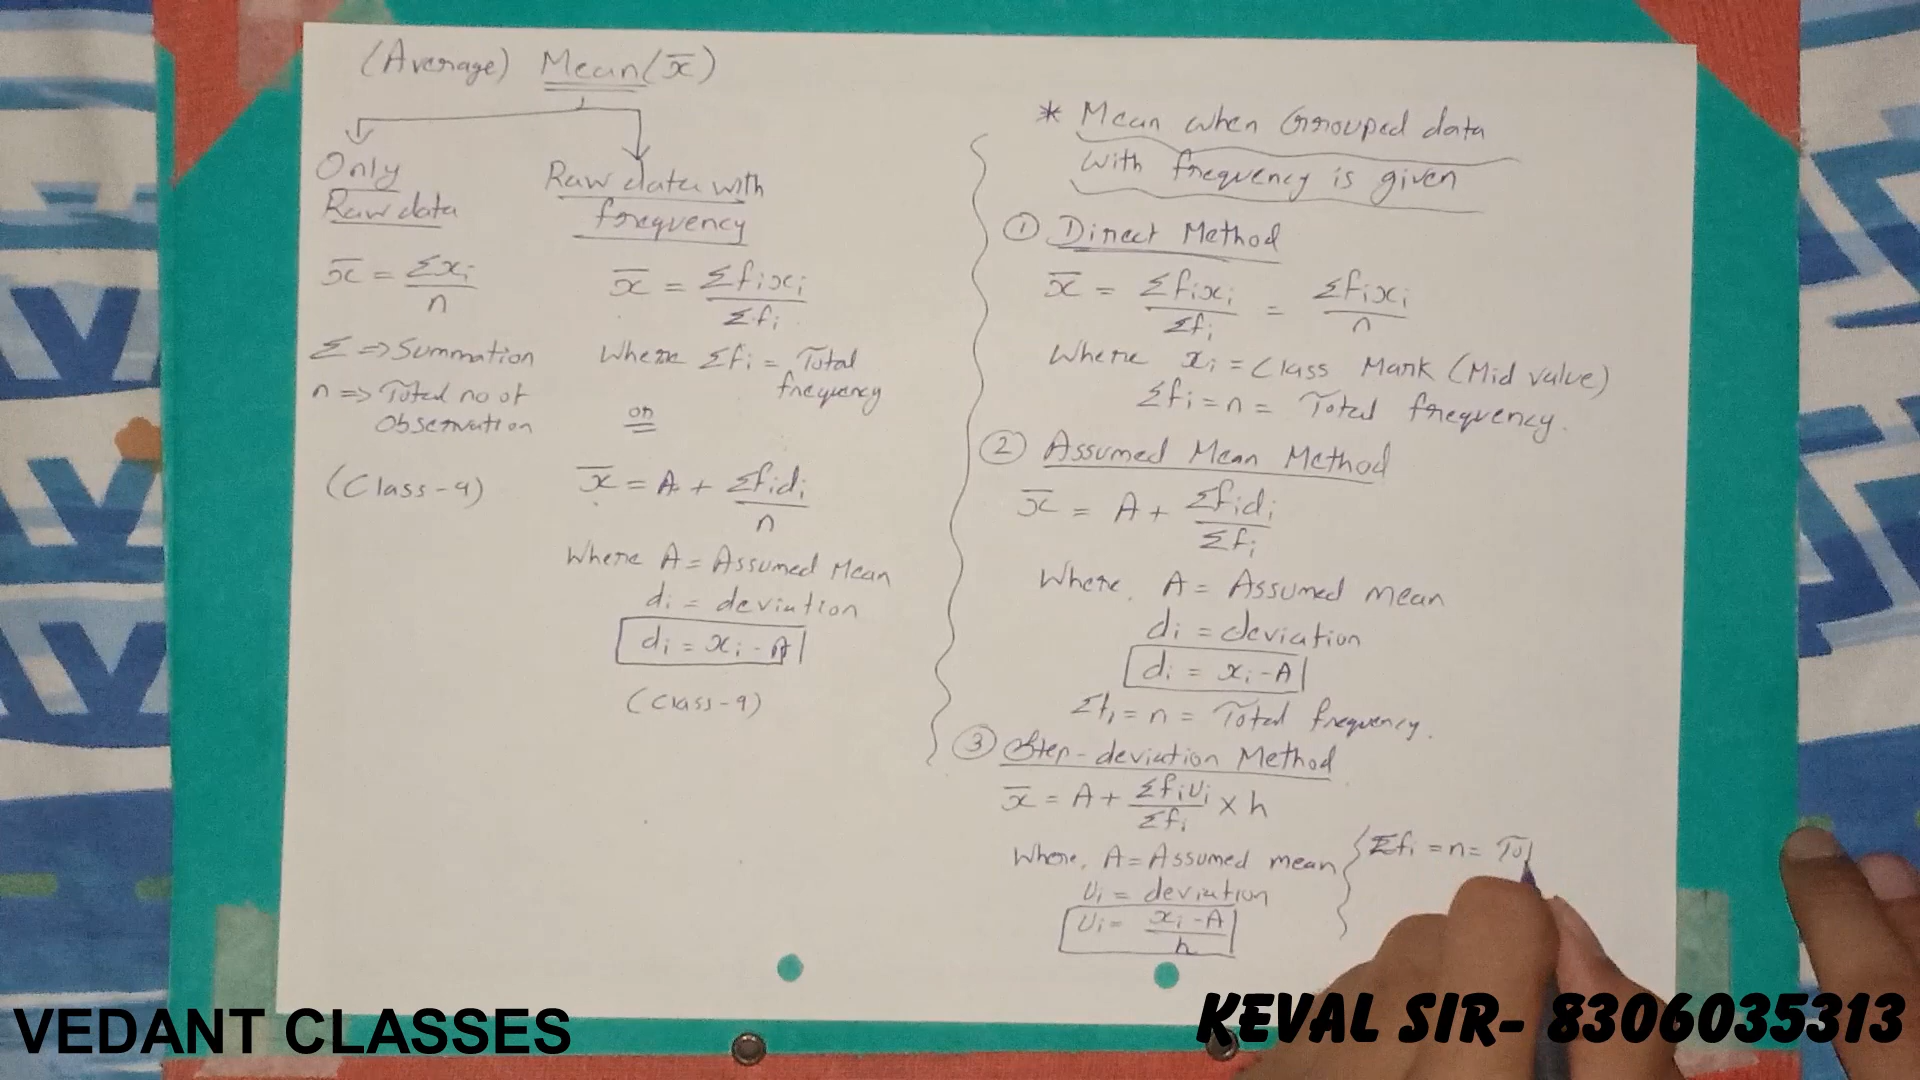 (Average) Mean (x̄)
Only
Raw data
x̄ = Σxi / n
Σ => Summation
n => Total no of
Observation
(Class-9)
Raw data with
frequency
x̄ = Σfixi / Σfi
Where Σfi = Total
frequency
or
x̄ = A + Σfidi / n
Where A = Assumed Mean
di = deviation
di = xi - A
(Class-9)
* Mean when Grouped data
with frequency is given
① Direct Method
x̄ = Σfixi / Σfi = Σfixi / n
Where xi = Class Mark (Mid value)
Σfi = n = Total frequency.
② Assumed Mean Method
x̄ = A + Σfidi / Σfi
Where, A = Assumed mean
di = deviation
di = xi - A
Σfi = n = Total frequency.
③ Step-deviation Method
x̄ = A + Σfiui / Σfi × h
Where, A = Assumed mean
Ui = deviation
Ui = xi - A / h
Σfi = n = Tot
VEDANT CLASSES
KEVAL SIR- 8306035313